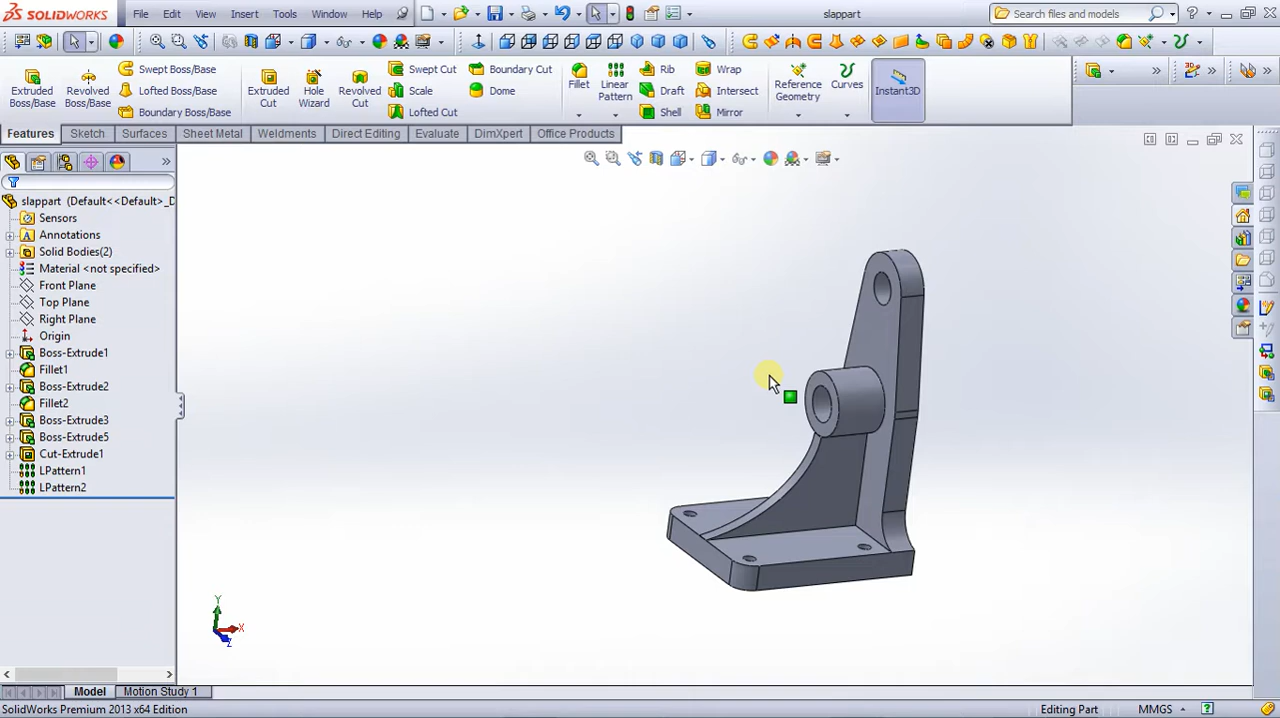 SOLIDWORKS File Edit View Insert Tools Window Help slappart Search files and models
Extruded Boss/Base
Revolved Boss/Base
Swept Boss/Base
Lofted Boss/Base
Boundary Boss/Base
Extruded Cut
Hole Wizard
Revolved Cut
Swept Cut
Scale
Lofted Cut
Boundary Cut
Dome
Fillet
Linear Pattern
Rib
Draft
Shell
Wrap
Intersect
Mirror
Reference Geometry
Curves
Instant3D
Features Sketch Surfaces Sheet Metal Weldments Direct Editing Evaluate DimXpert Office Products
slappart (Default<<Default>_D
Sensors
Annotations
Solid Bodies(2)
Material <not specified>
Front Plane
Top Plane
Right Plane
Origin
Boss-Extrude1
Fillet1
Boss-Extrude2
Fillet2
Boss-Extrude3
Boss-Extrude5
Cut-Extrude1
LPattern1
LPattern2
Y
X
Z
Model Motion Study 1
SolidWorks Premium 2013 x64 Edition Editing Part MMGS